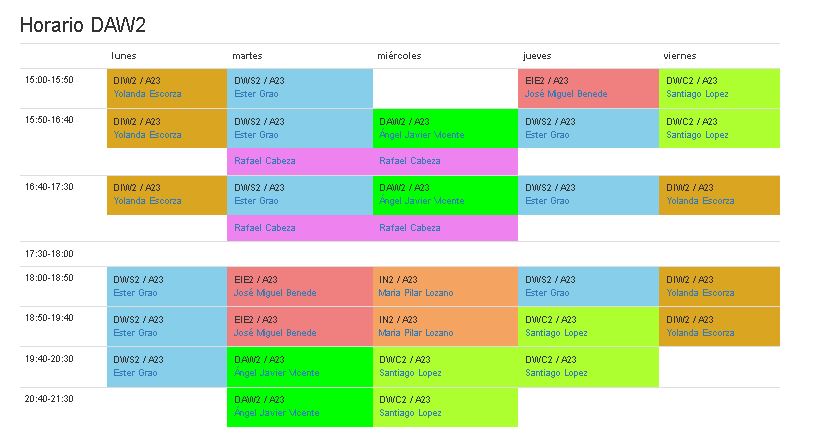 Horario DAW2
lunes martes miércoles jueves viernes
15:00-15:50 DIW2 / A23 DWS2 / A23 EIE2 / A23 DWC2 / A23
Yolanda Escorza Ester Grao José Miguel Benede Santiago Lopez
15:50-16:40 DIW2 / A23 DWS2 / A23 DAW2 / A23 DWS2 / A23 DWC2 / A23
Yolanda Escorza Ester Grao Angel Javier Vicente Ester Grao Santiago Lopez
Rafael Cabeza Rafael Cabeza
16:40-17:30 DIW2 / A23 DWS2 / A23 DAW2 / A23 DWS2 / A23 DIW2 / A23
Yolanda Escorza Ester Grao Angel Javier Vicente Ester Grao Yolanda Escorza
Rafael Cabeza Rafael Cabeza
17:30-18:00
18:00-18:50 DWS2 / A23 EIE2 / A23 IN2 / A23 DWS2 / A23 DIW2 / A23
Ester Grao José Miguel Benede Maria Pilar Lozano Ester Grao Yolanda Escorza
18:50-19:40 DWS2 / A23 EIE2 / A23 IN2 / A23 DWC2 / A23 DIW2 / A23
Ester Grao José Miguel Benede Maria Pilar Lozano Santiago Lopez Yolanda Escorza
19:40-20:30 DWS2 / A23 DAW2 / A23 DWC2 / A23 DWC2 / A23
Ester Grao Angel Javier Vicente Santiago Lopez Santiago Lopez
20:40-21:30 DAW2 / A23 DWC2 / A23
Angel Javier Vicente Santiago Lopez